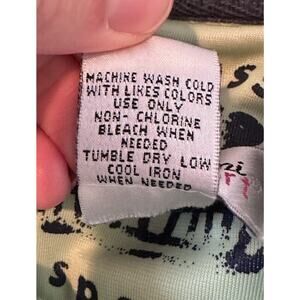 MACHINE WASH COLD
WITH LIKES COLORS
USE ONLY
NON- CHLORINE
BLEACH WHEN
NEEDED
TUMBLE DRY LOW
COOL IRON
WHEN NEEDED